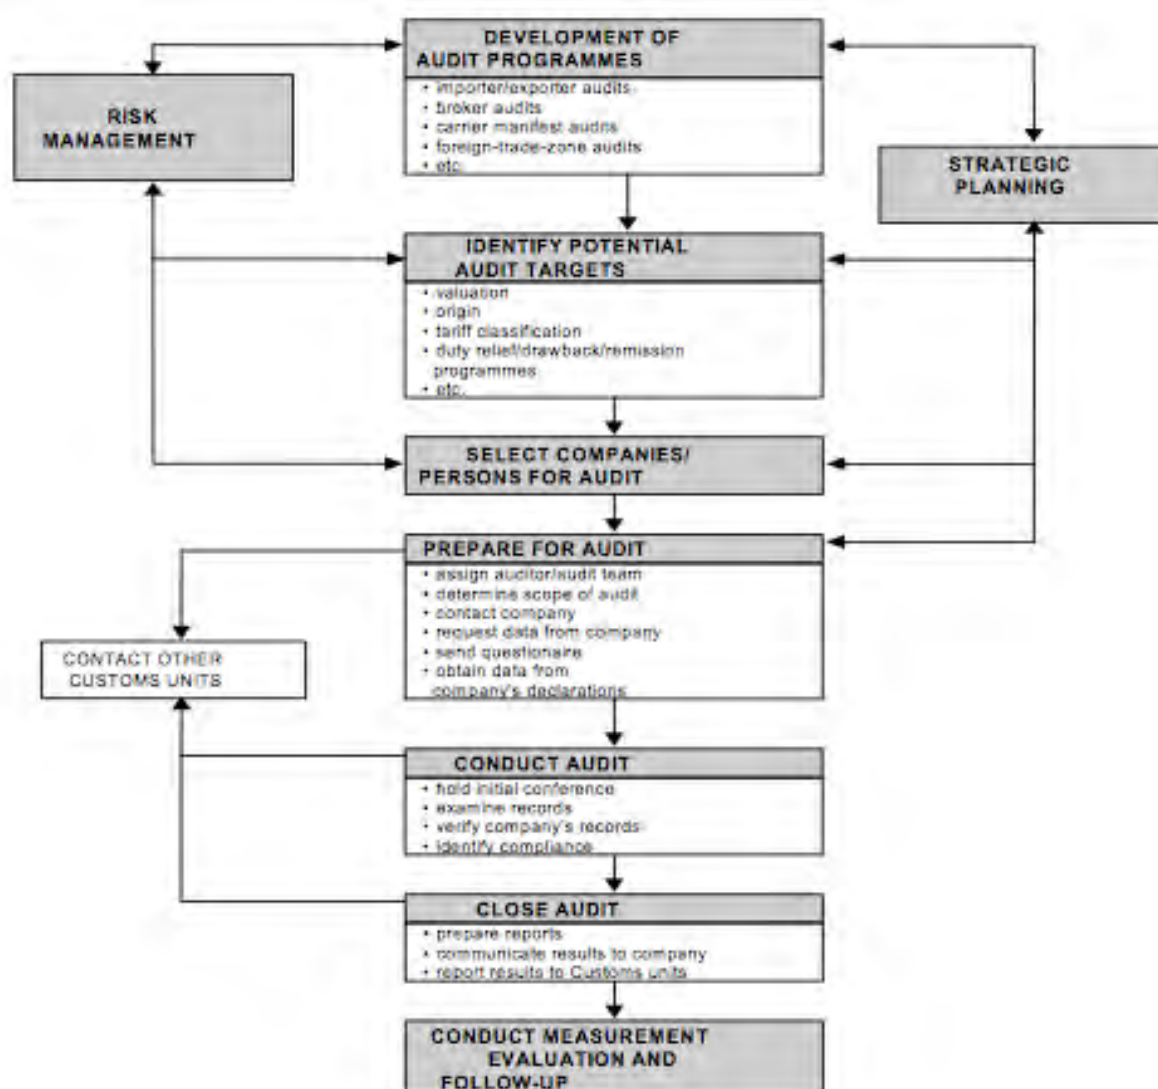 DEVELOPMENT OF
AUDIT PROGRAMMES
• importer/exporter audits
• broker audits
• carrier manifest audits
• foreign-trade-zone audits
• etc.
RISK
MANAGEMENT
STRATEGIC
PLANNING
IDENTIFY POTENTIAL
AUDIT TARGETS
• valuation
• origin
• tariff classification
• duty relief/drawback/remission
programmes
• etc.
SELECT COMPANIES/
PERSONS FOR AUDIT
PREPARE FOR AUDIT
• assign auditor/audit team
• determine scope of audit
• contact company
• request data from company
• send questionaire
• obtain data from
company's declarations
CONTACT OTHER
CUSTOMS UNITS
CONDUCT AUDIT
• hold initial conference
• examine records
• verify company's records
• identify compliance
CLOSE AUDIT
• prepare reports
• communicate results to company
• report results to Customs units
CONDUCT MEASUREMENT
EVALUATION AND
FOLLOW-UP